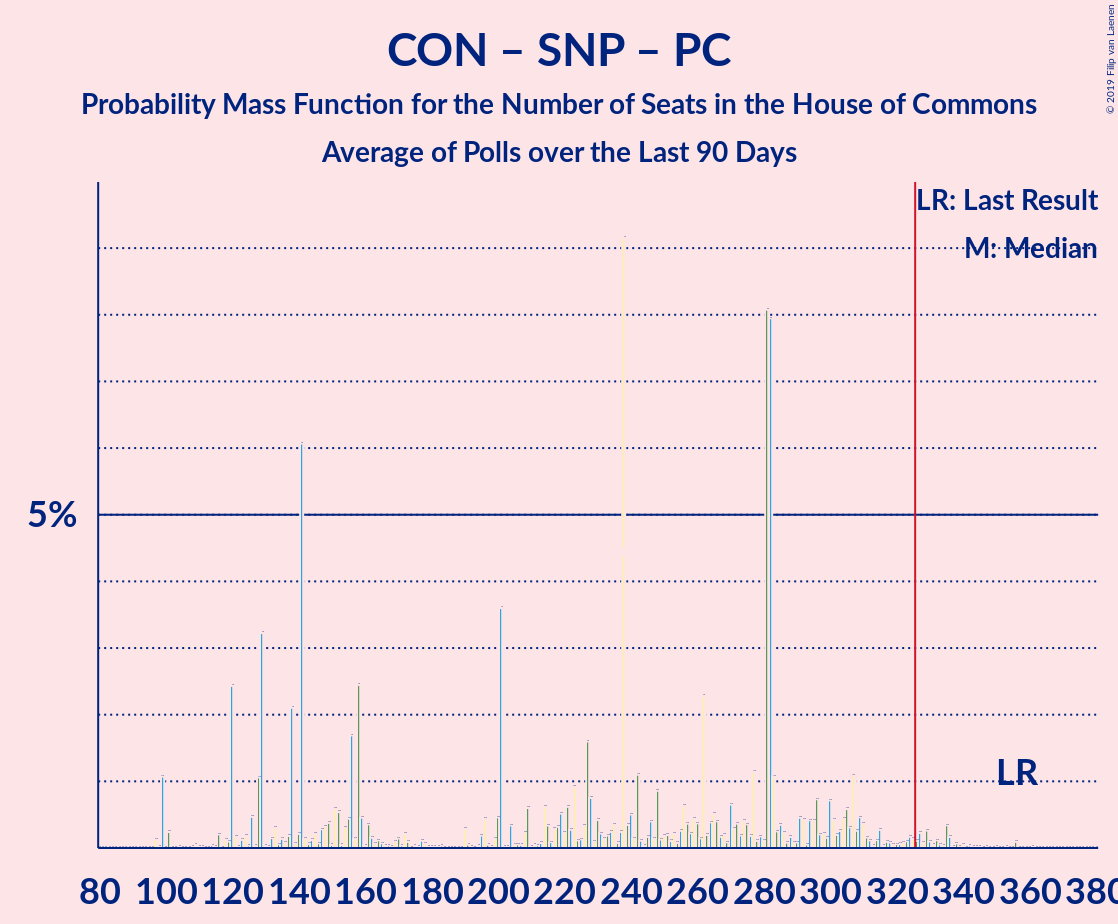 CON – SNP – PC
Probability Mass Function for the Number of Seats in the House of Commons
Average of Polls over the Last 90 Days
© 2019 Filip van Laenen
LR: Last Result
M: Median
5%
LR
80 100 120 140 160 180 200 220 240 260 280 300 320 340 360 380